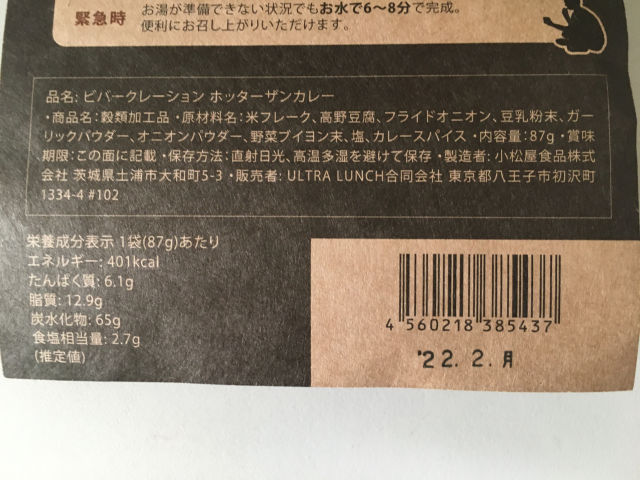 緊急時
お湯が準備できない状況でもお水で6〜8分で完成。
便利にお召し上がりいただけます。
品名: ビバークレーション ホッターザンカレー
・商品名：穀類加工品・原材料名：米フレーク、高野豆腐、フライドオニオン、豆乳粉末、ガー
リックパウダー、オニオンパウダー、野菜ブイヨン末、塩、カレースパイス・内容量：87g・賞味
期限：この面に記載・保存方法：直射日光、高温多湿を避けて保存・製造者：小松屋食品株式
会社 茨城県土浦市大和町5-3・販売者：ULTRA LUNCH合同会社 東京都八王子市初沢町
1334-4 #102
栄養成分表示 1袋(87g)あたり
エネルギー: 401kcal
たんぱく質: 6.1g
脂質: 12.9g
炭水化物: 65g
食塩相当量: 2.7g
(推定値)
4 560218 385437
'22. 2. 月